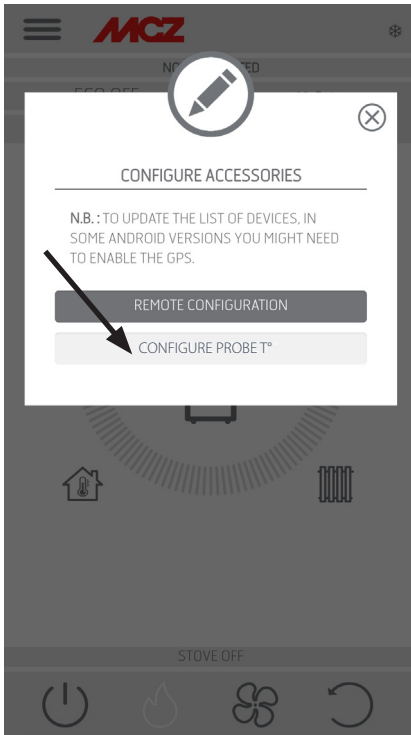 MCZ
CONFIGURE ACCESSORIES
N.B. : TO UPDATE THE LIST OF DEVICES, IN
SOME ANDROID VERSIONS YOU MIGHT NEED
TO ENABLE THE GPS.
REMOTE CONFIGURATION
CONFIGURE PROBE T°
STOVE OFF